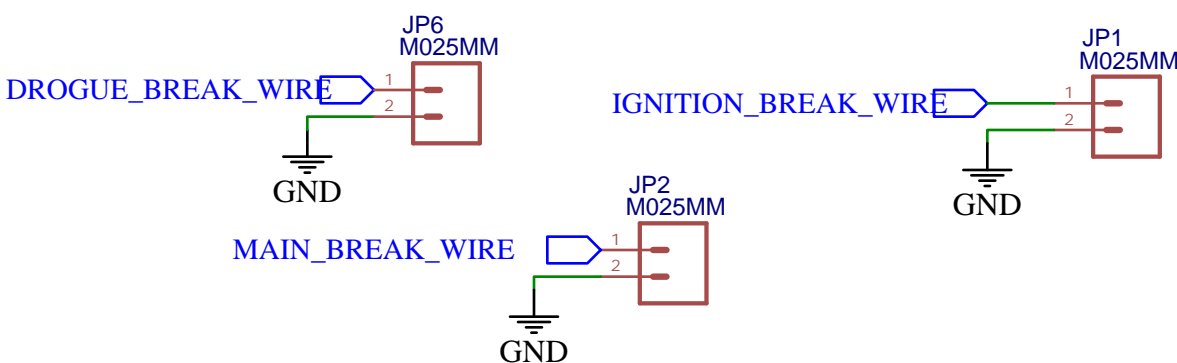 JP6
M025MM
DROGUE_BREAK_WIRE
1
2
GND
JP1
M025MM
IGNITION_BREAK_WIRE
1
2
GND
JP2
M025MM
MAIN_BREAK_WIRE
1
2
GND